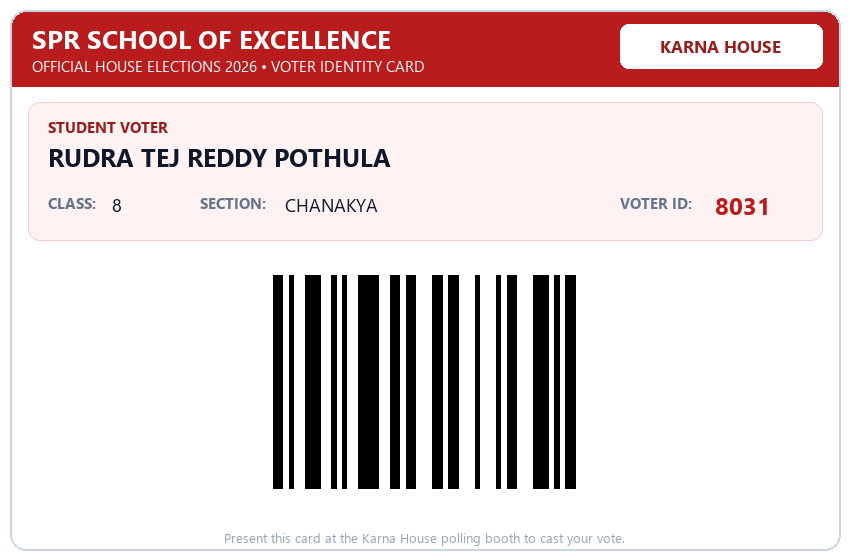 SPR SCHOOL OF EXCELLENCE
OFFICIAL HOUSE ELECTIONS 2026 • VOTER IDENTITY CARD
KARNA HOUSE
STUDENT VOTER
RUDRA TEJ REDDY POTHULA
CLASS: 8 SECTION: CHANAKYA VOTER ID: 8031
Present this card at the Karna House polling booth to cast your vote.